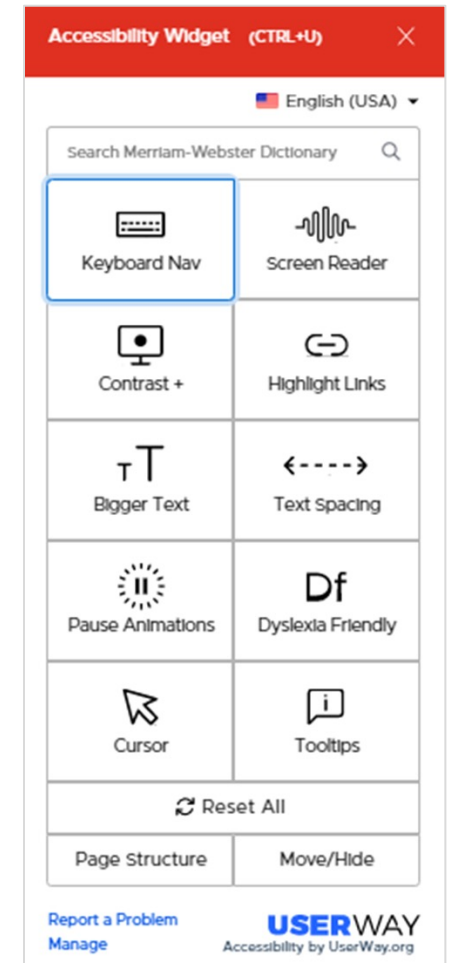 Accessibility Widget (CTRL+U)
English (USA)
Search Merriam-Webster Dictionary
Keyboard Nav
Screen Reader
Contrast +
Highlight Links
TT
Bigger Text
Text Spacing
Pause Animations
Df
Dyslexia Friendly
Cursor
i
Tooltips
Reset All
Page Structure
Move/Hide
Report a Problem
Manage
USERWAY
Accessibility by UserWay.org